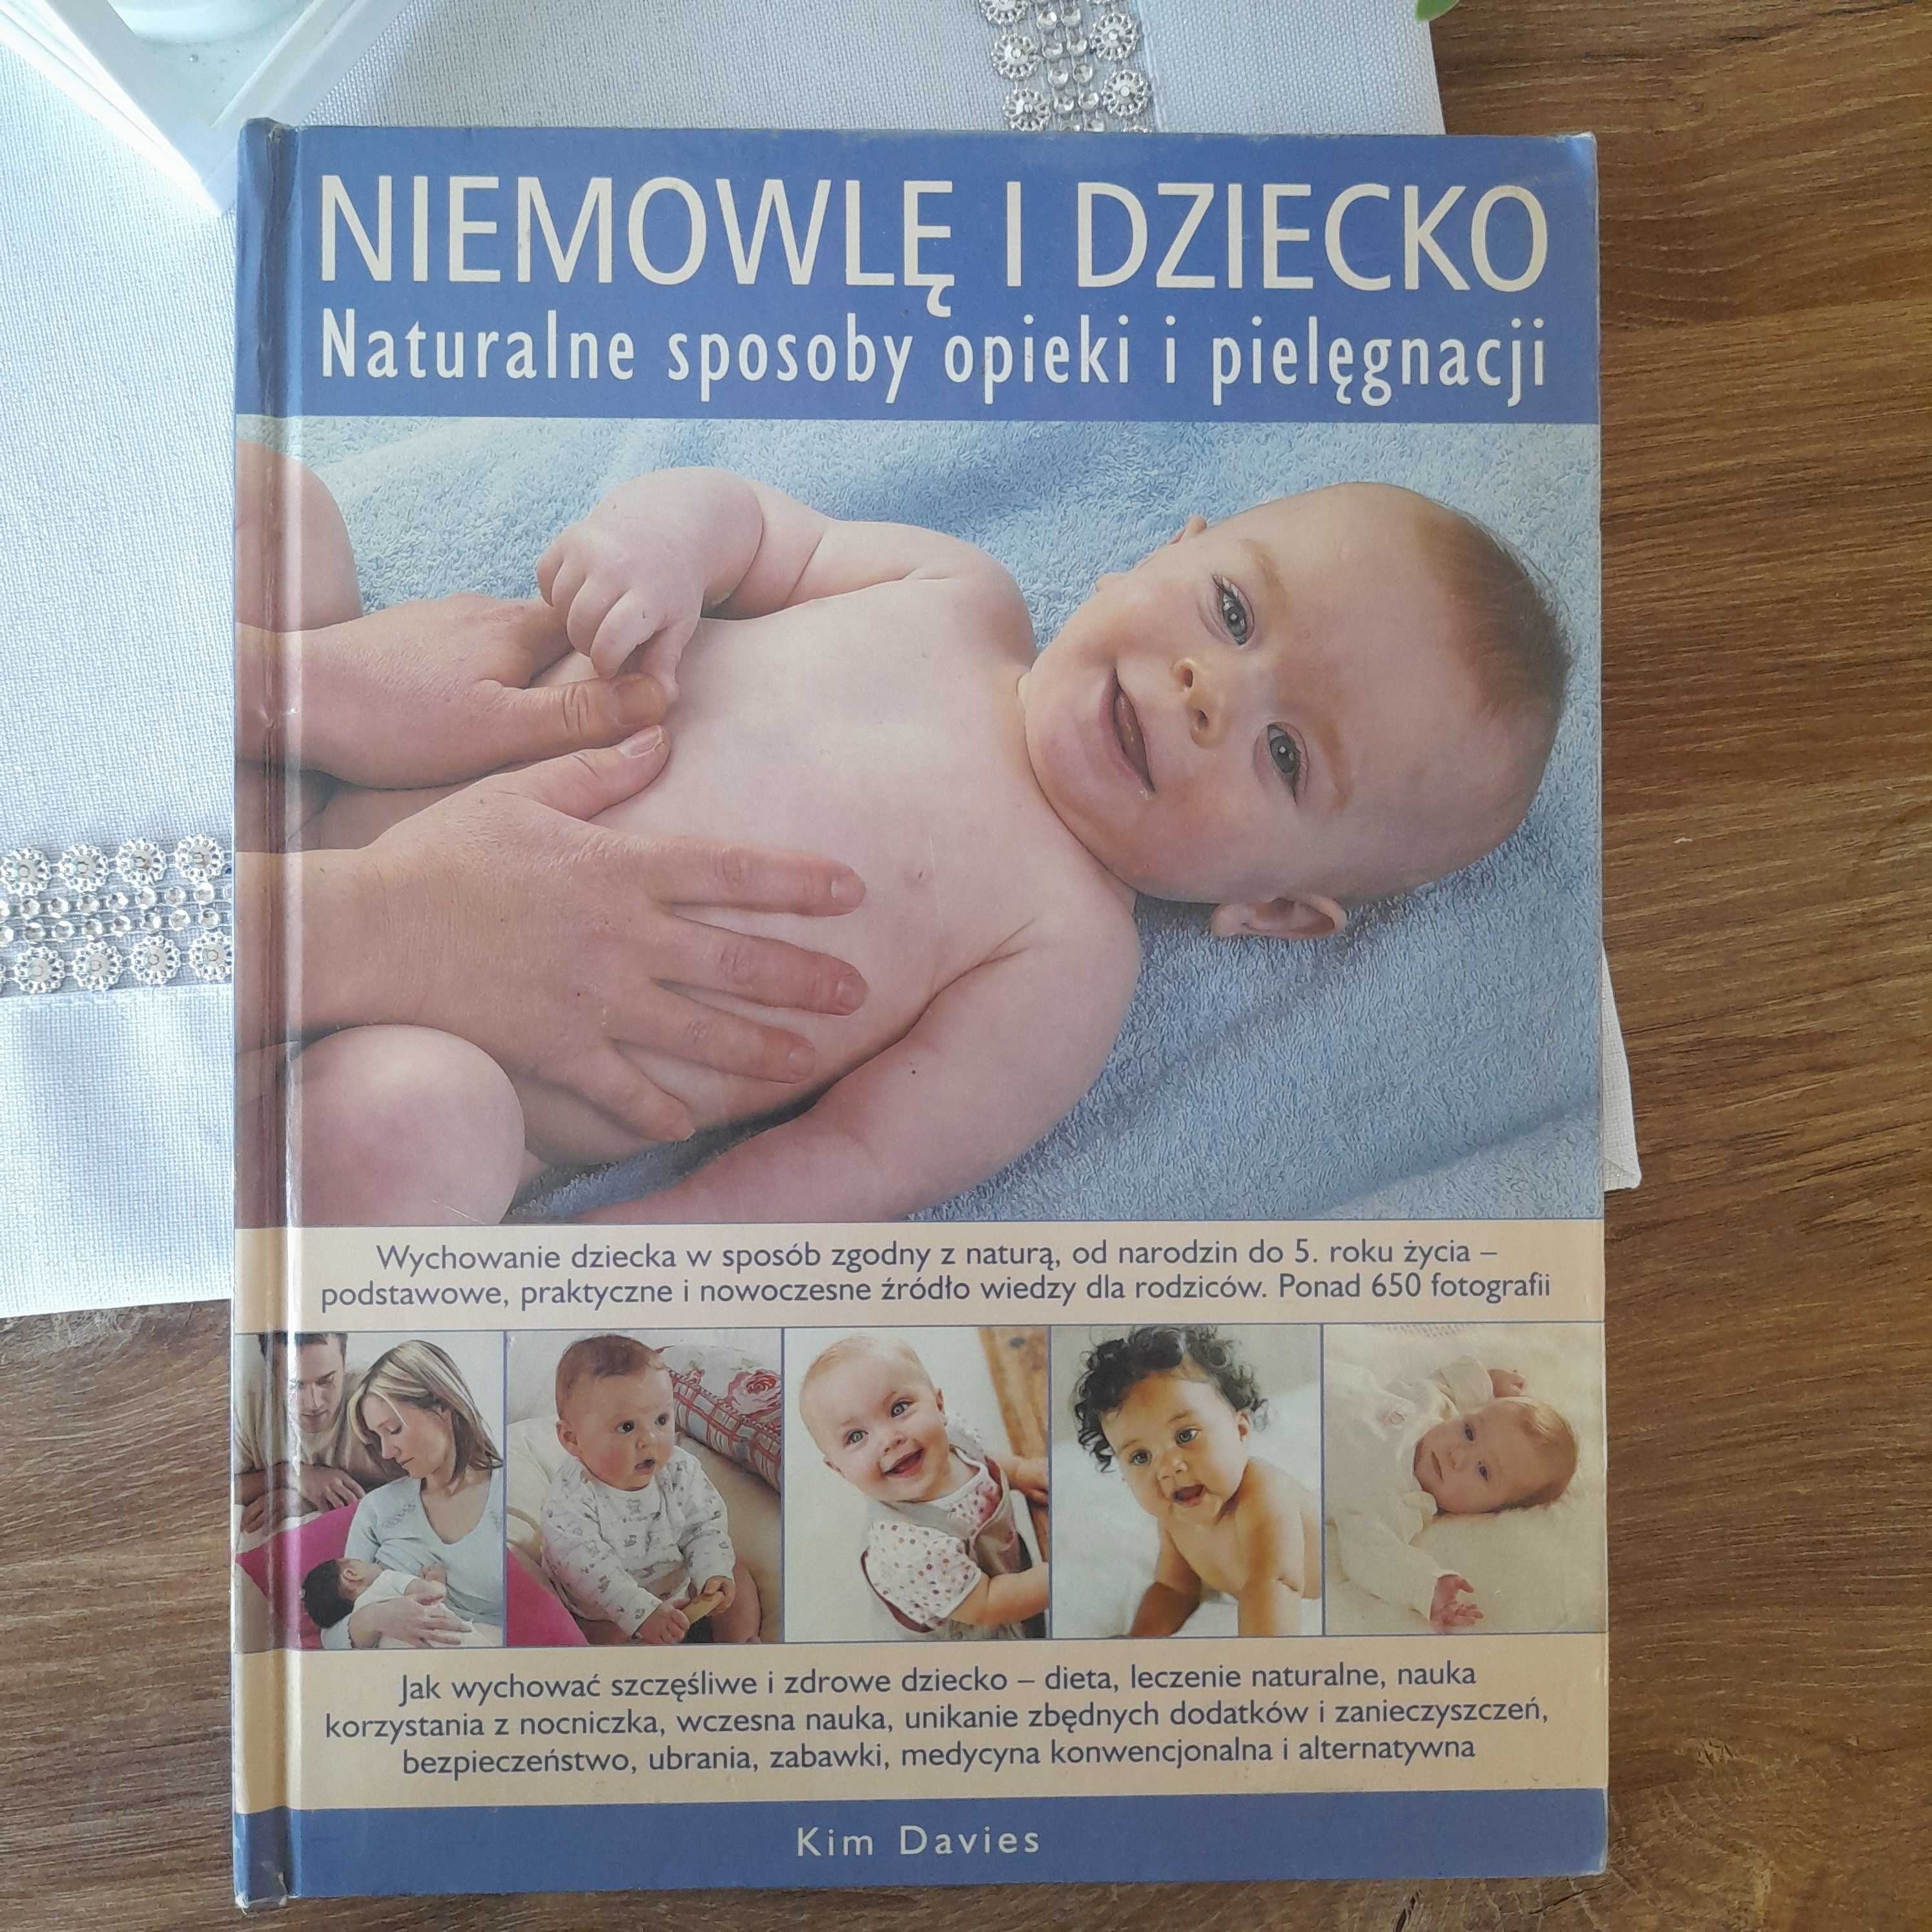 NIEMOWLĘ I DZIECKO
Naturalne sposoby opieki i pielęgnacji
Wychowanie dziecka w sposób zgodny z naturą, od narodzin do 5. roku życia –
podstawowe, praktyczne i nowoczesne źródło wiedzy dla rodziców. Ponad 650 fotografii
Jak wychować szczęśliwe i zdrowe dziecko – dieta, leczenie naturalne, nauka
korzystania z nocniczka, wczesna nauka, unikanie zbędnych dodatków i zanieczyszczeń,
bezpieczeństwo, ubrania, zabawki, medycyna konwencjonalna i alternatywna
Kim Davies